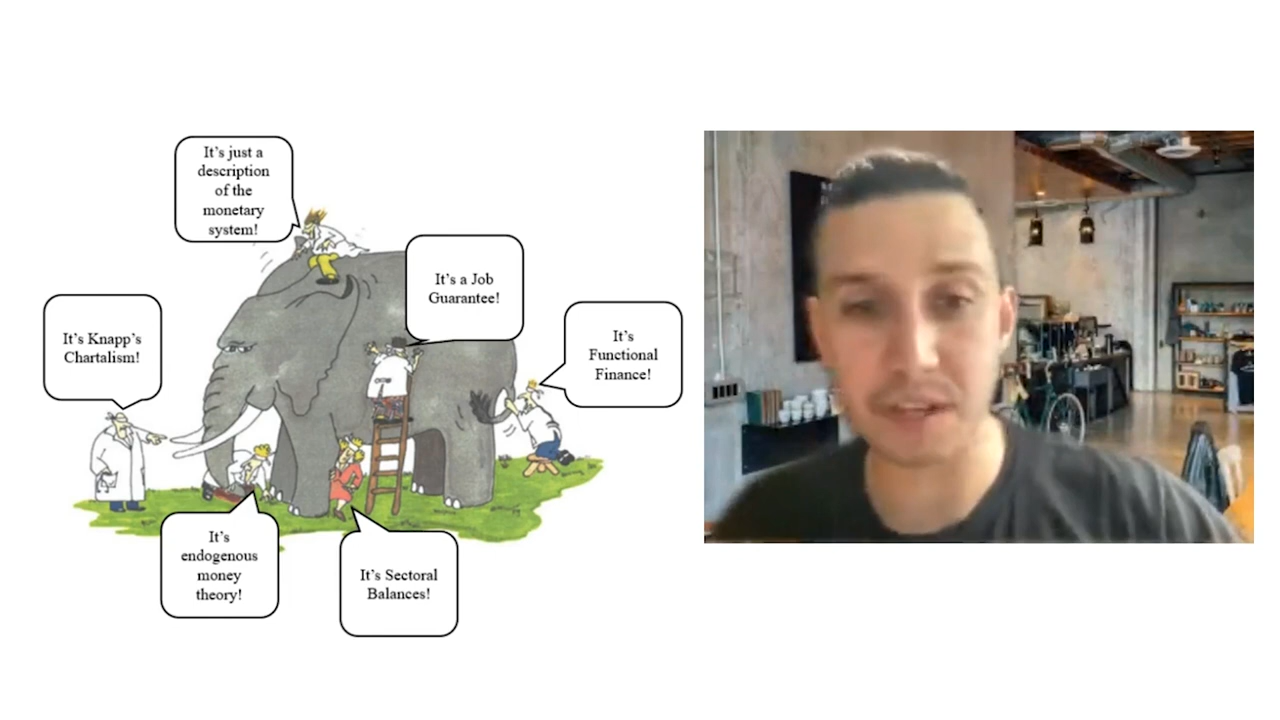 It's just a
description
of the
monetary
system!
It's a Job
Guarantee!
It's Knapp's
Chartalism!
It's
Functional
Finance!
It's
endogenous
money
theory!
It's Sectoral
Balances!